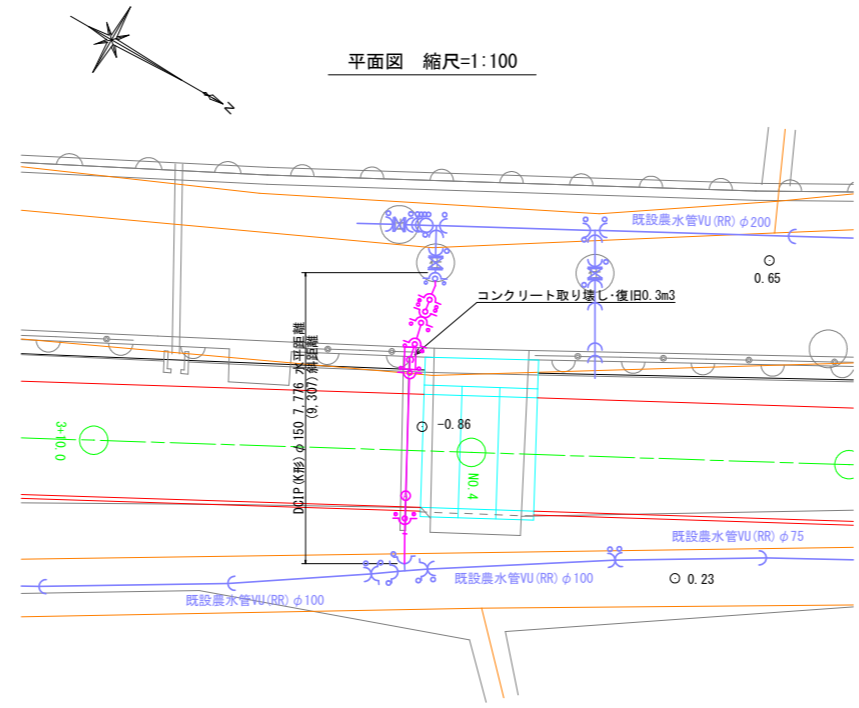 平面図 縮尺=1:100
N
既設農水管VU(RR)φ200
0.65
コンクリート取り壊し・復旧0.3m3
DCIP(K形)φ150 7.776 水平距離
(9.307)斜距離
-0.86
3+10.0
NO.4
既設農水管VU(RR)φ75
既設農水管VU(RR)φ100
0.23
既設農水管VU(RR)φ100